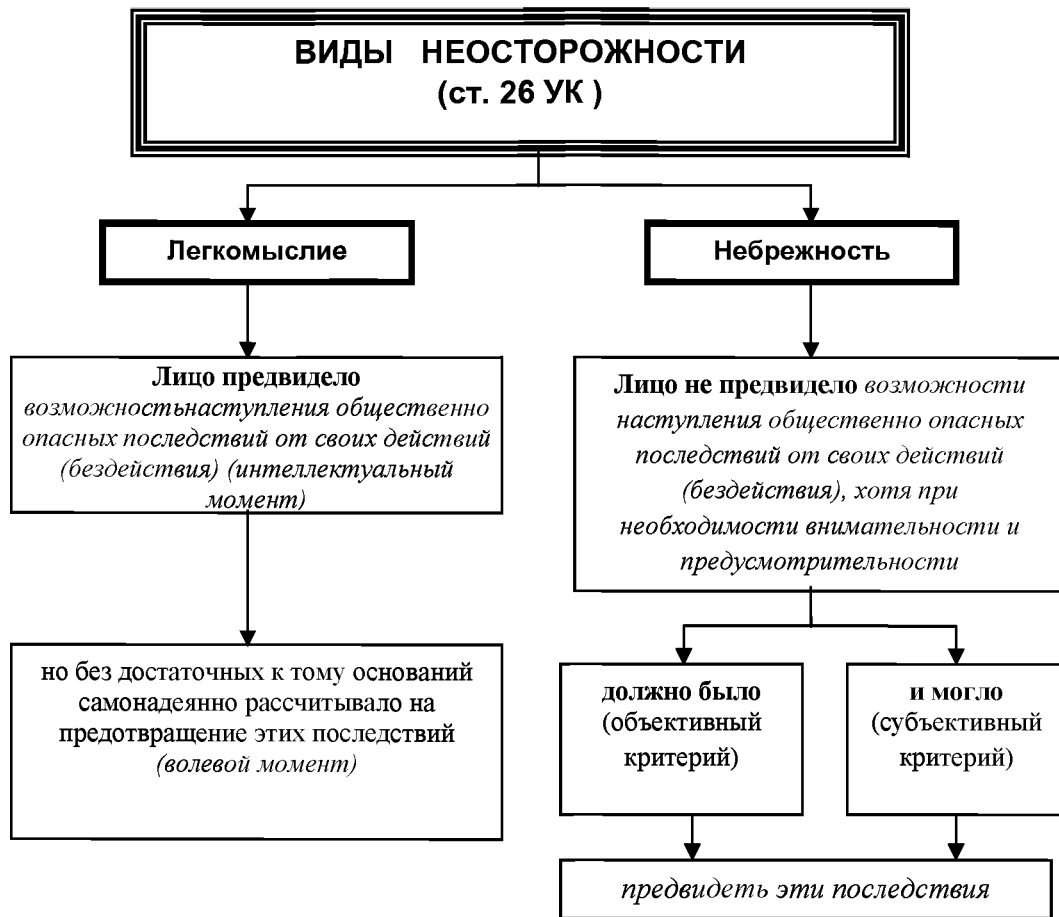 ВИДЫ НЕОСТОРОЖНОСТИ
(ст. 26 УК )
Легкомыслие
Небрежность
Лицо предвидело
возможностьнаступления общественно
опасных последствий от своих действий
(бездействия) (интеллектуальный
момент)
но без достаточных к тому оснований
самонадеянно рассчитывало на
предотвращение этих последствий
(волевой момент)
Лицо не предвидело возможности
наступления общественно опасных
последствий от своих действий
(бездействия), хотя при
необходимости внимательности и
предусмотрительности
должно было
(объективный
критерий)
и могло
(субъективный
критерий)
предвидеть эти последствия